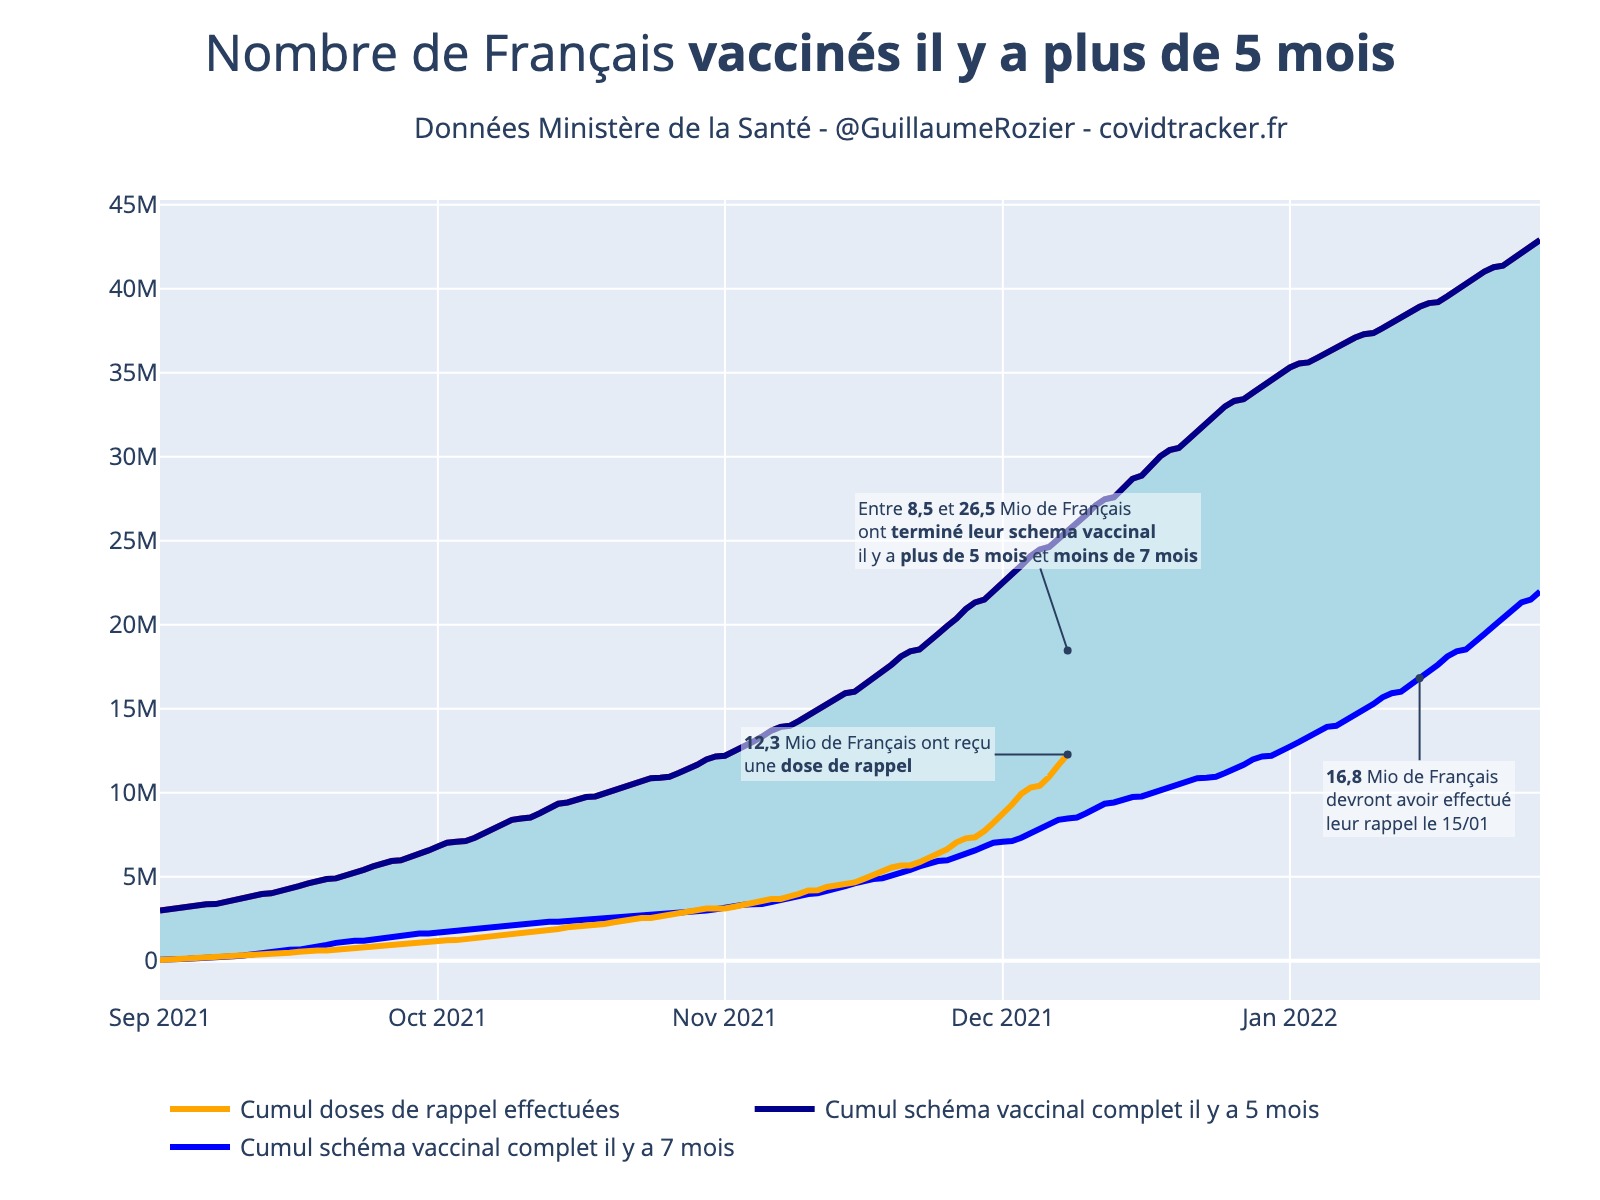 Nombre de Français vaccinés il y a plus de 5 mois
Données Ministère de la Santé - @GuillaumeRozier - covidtracker.fr
45M
40M
35M
30M
25M
20M
15M
10M
5M
0
Entre 8,5 et 26,5 Mio de Français
ont terminé leur schema vaccinal
il y a plus de 5 mois et moins de 7 mois
12,3 Mio de Français ont reçu
une dose de rappel
16,8 Mio de Français
devront avoir effectué
leur rappel le 15/01
Sep 2021
Oct 2021
Nov 2021
Dec 2021
Jan 2022
Cumul doses de rappel effectuées
Cumul schéma vaccinal complet il y a 5 mois
Cumul schéma vaccinal complet il y a 7 mois